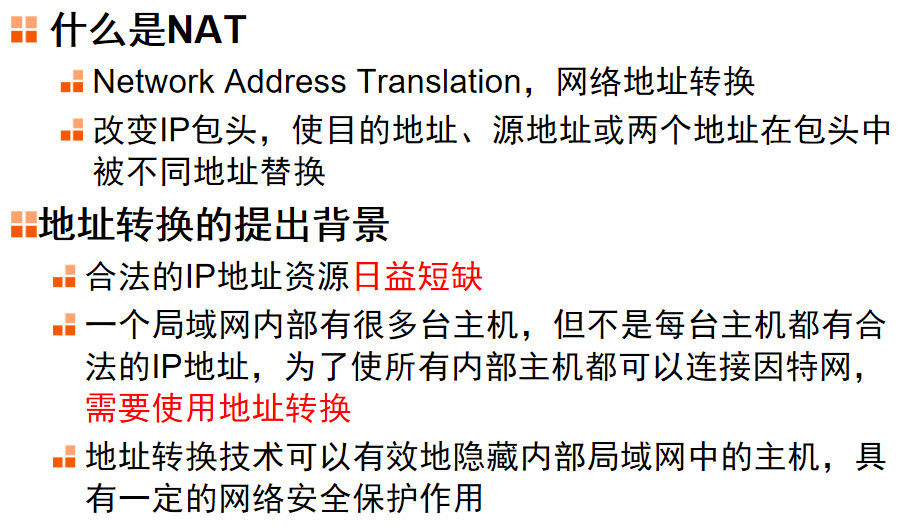 什么是NAT
Network Address Translation，网络地址转换
改变IP包头，使目的地址、源地址或两个地址在包头中
被不同地址替换
地址转换的提出背景
合法的IP地址资源日益短缺
一个局域网内部有很多台主机，但不是每台主机都有合
法的IP地址，为了使所有内部主机都可以连接因特网，
需要使用地址转换
地址转换技术可以有效地隐藏内部局域网中的主机，具
有一定的网络安全保护作用